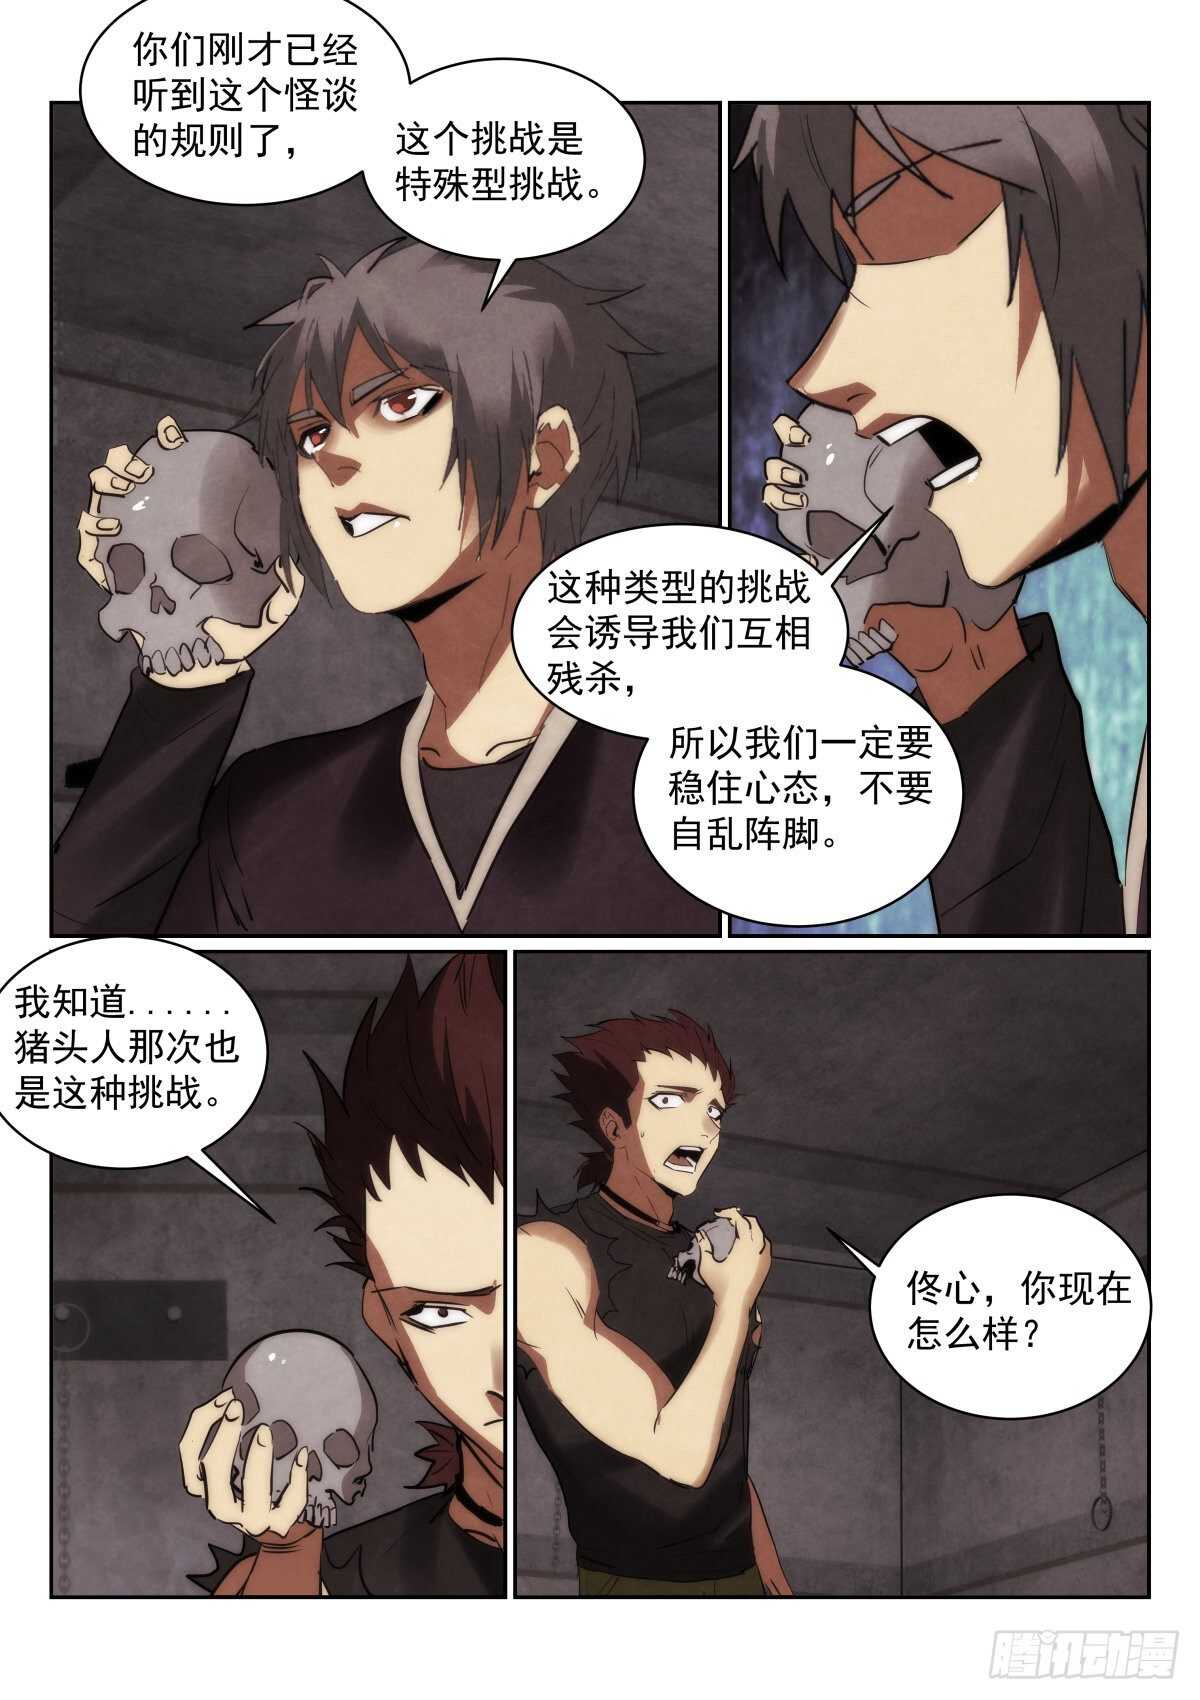 你们刚才已经
听到这个怪谈
的规则了，
这个挑战是
特殊型挑战。
这种类型的挑战
会诱导我们互相
残杀，
所以我们一定要
稳住心态，不要
自乱阵脚。
我知道......
猪头人那次也
是这种挑战。
佟心，你现在
怎么样？
腾讯动漫